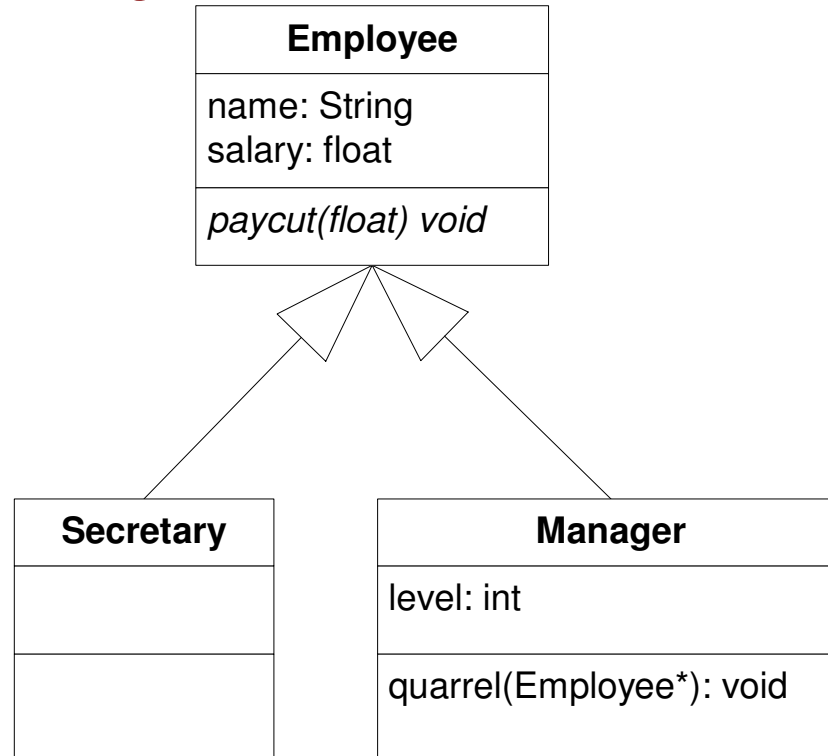 Employee
name: String
salary: float
paycut(float) void
Secretary
Manager
level: int
quarrel(Employee*): void